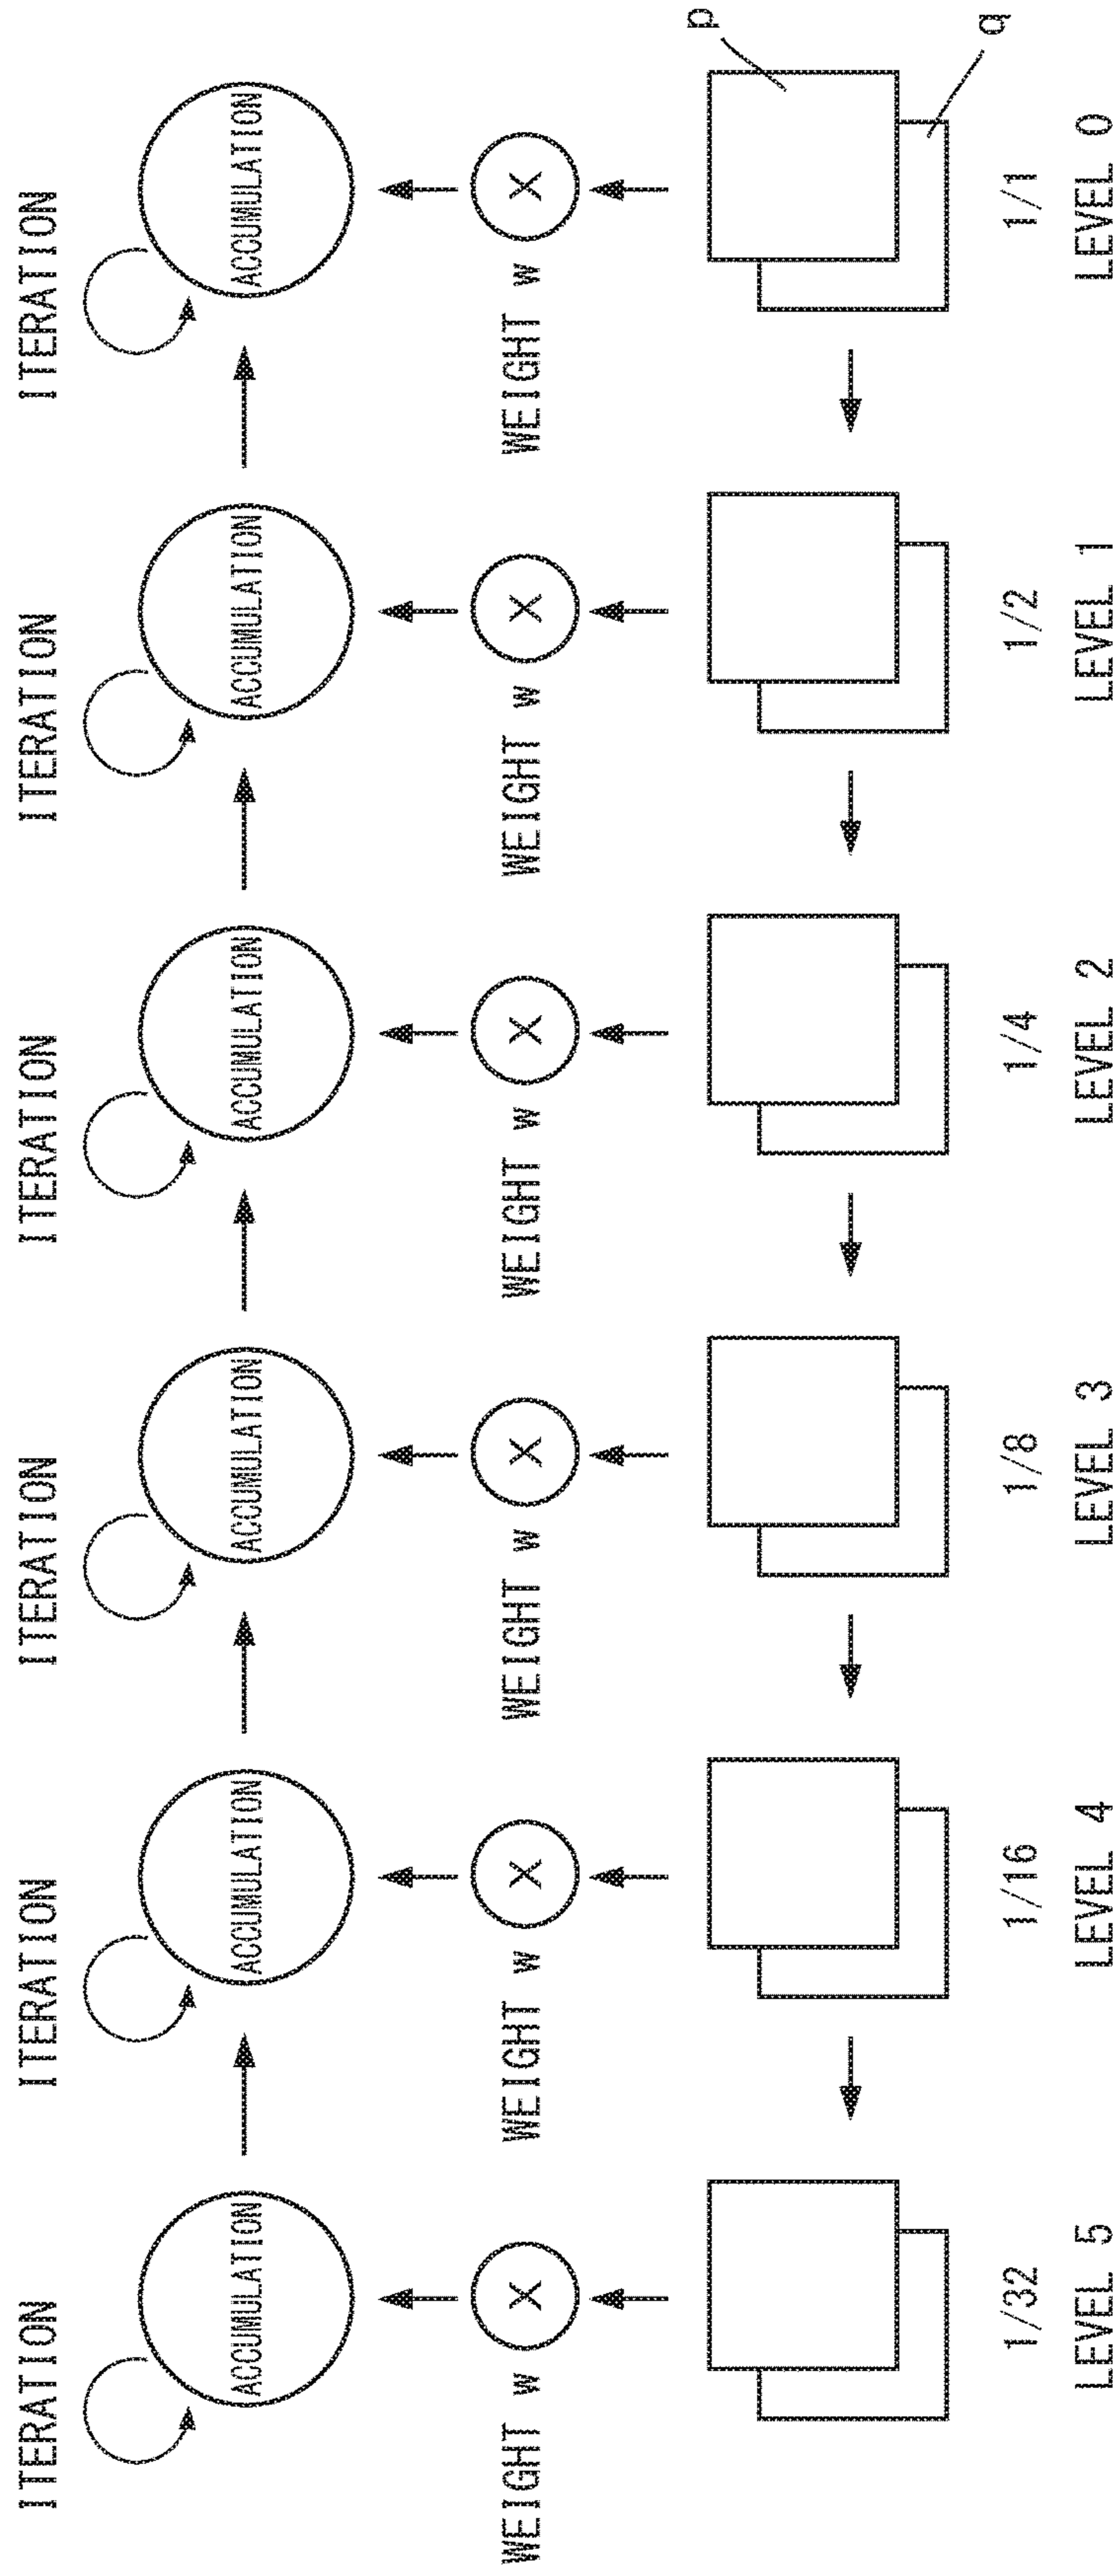 ITERATION
ITERATION
ITERATION
ITERATION
ITERATION
ITERATION
ACCUMULATION
ACCUMULATION
ACCUMULATION
ACCUMULATION
ACCUMULATION
ACCUMULATION
WEIGHT w
X
WEIGHT w
X
WEIGHT w
X
WEIGHT w
X
WEIGHT w
X
WEIGHT w
X
p
q
1/32
1/16
1/8
1/4
1/2
1/1
LEVEL 5
LEVEL 4
LEVEL 3
LEVEL 2
LEVEL 1
LEVEL 0